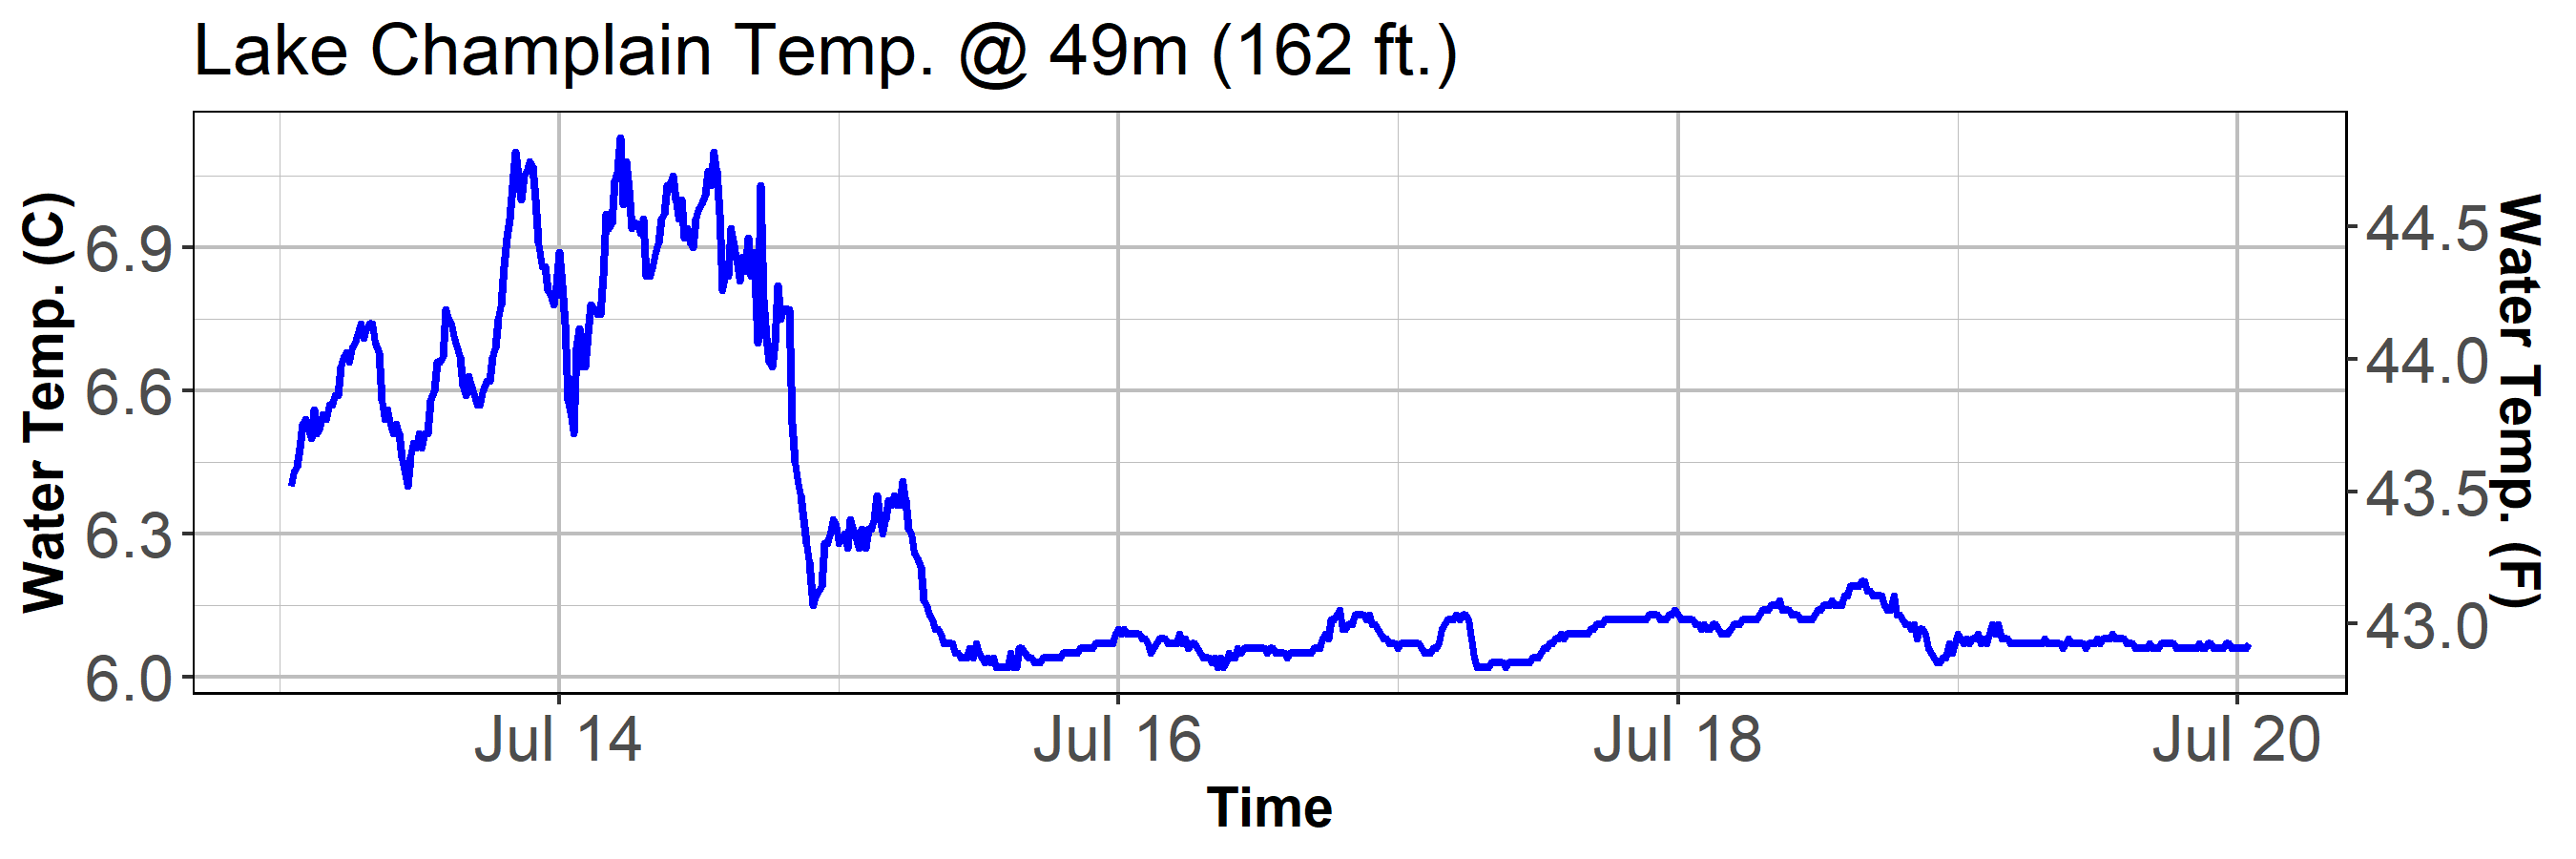 Lake Champlain Temp. @ 49m (162 ft.)
Water Temp. (C)
6.9
6.6
6.3
6.0
44.5
44.0
43.5
43.0
Water Temp. (F)
Jul 14
Jul 16
Jul 18
Jul 20
Time